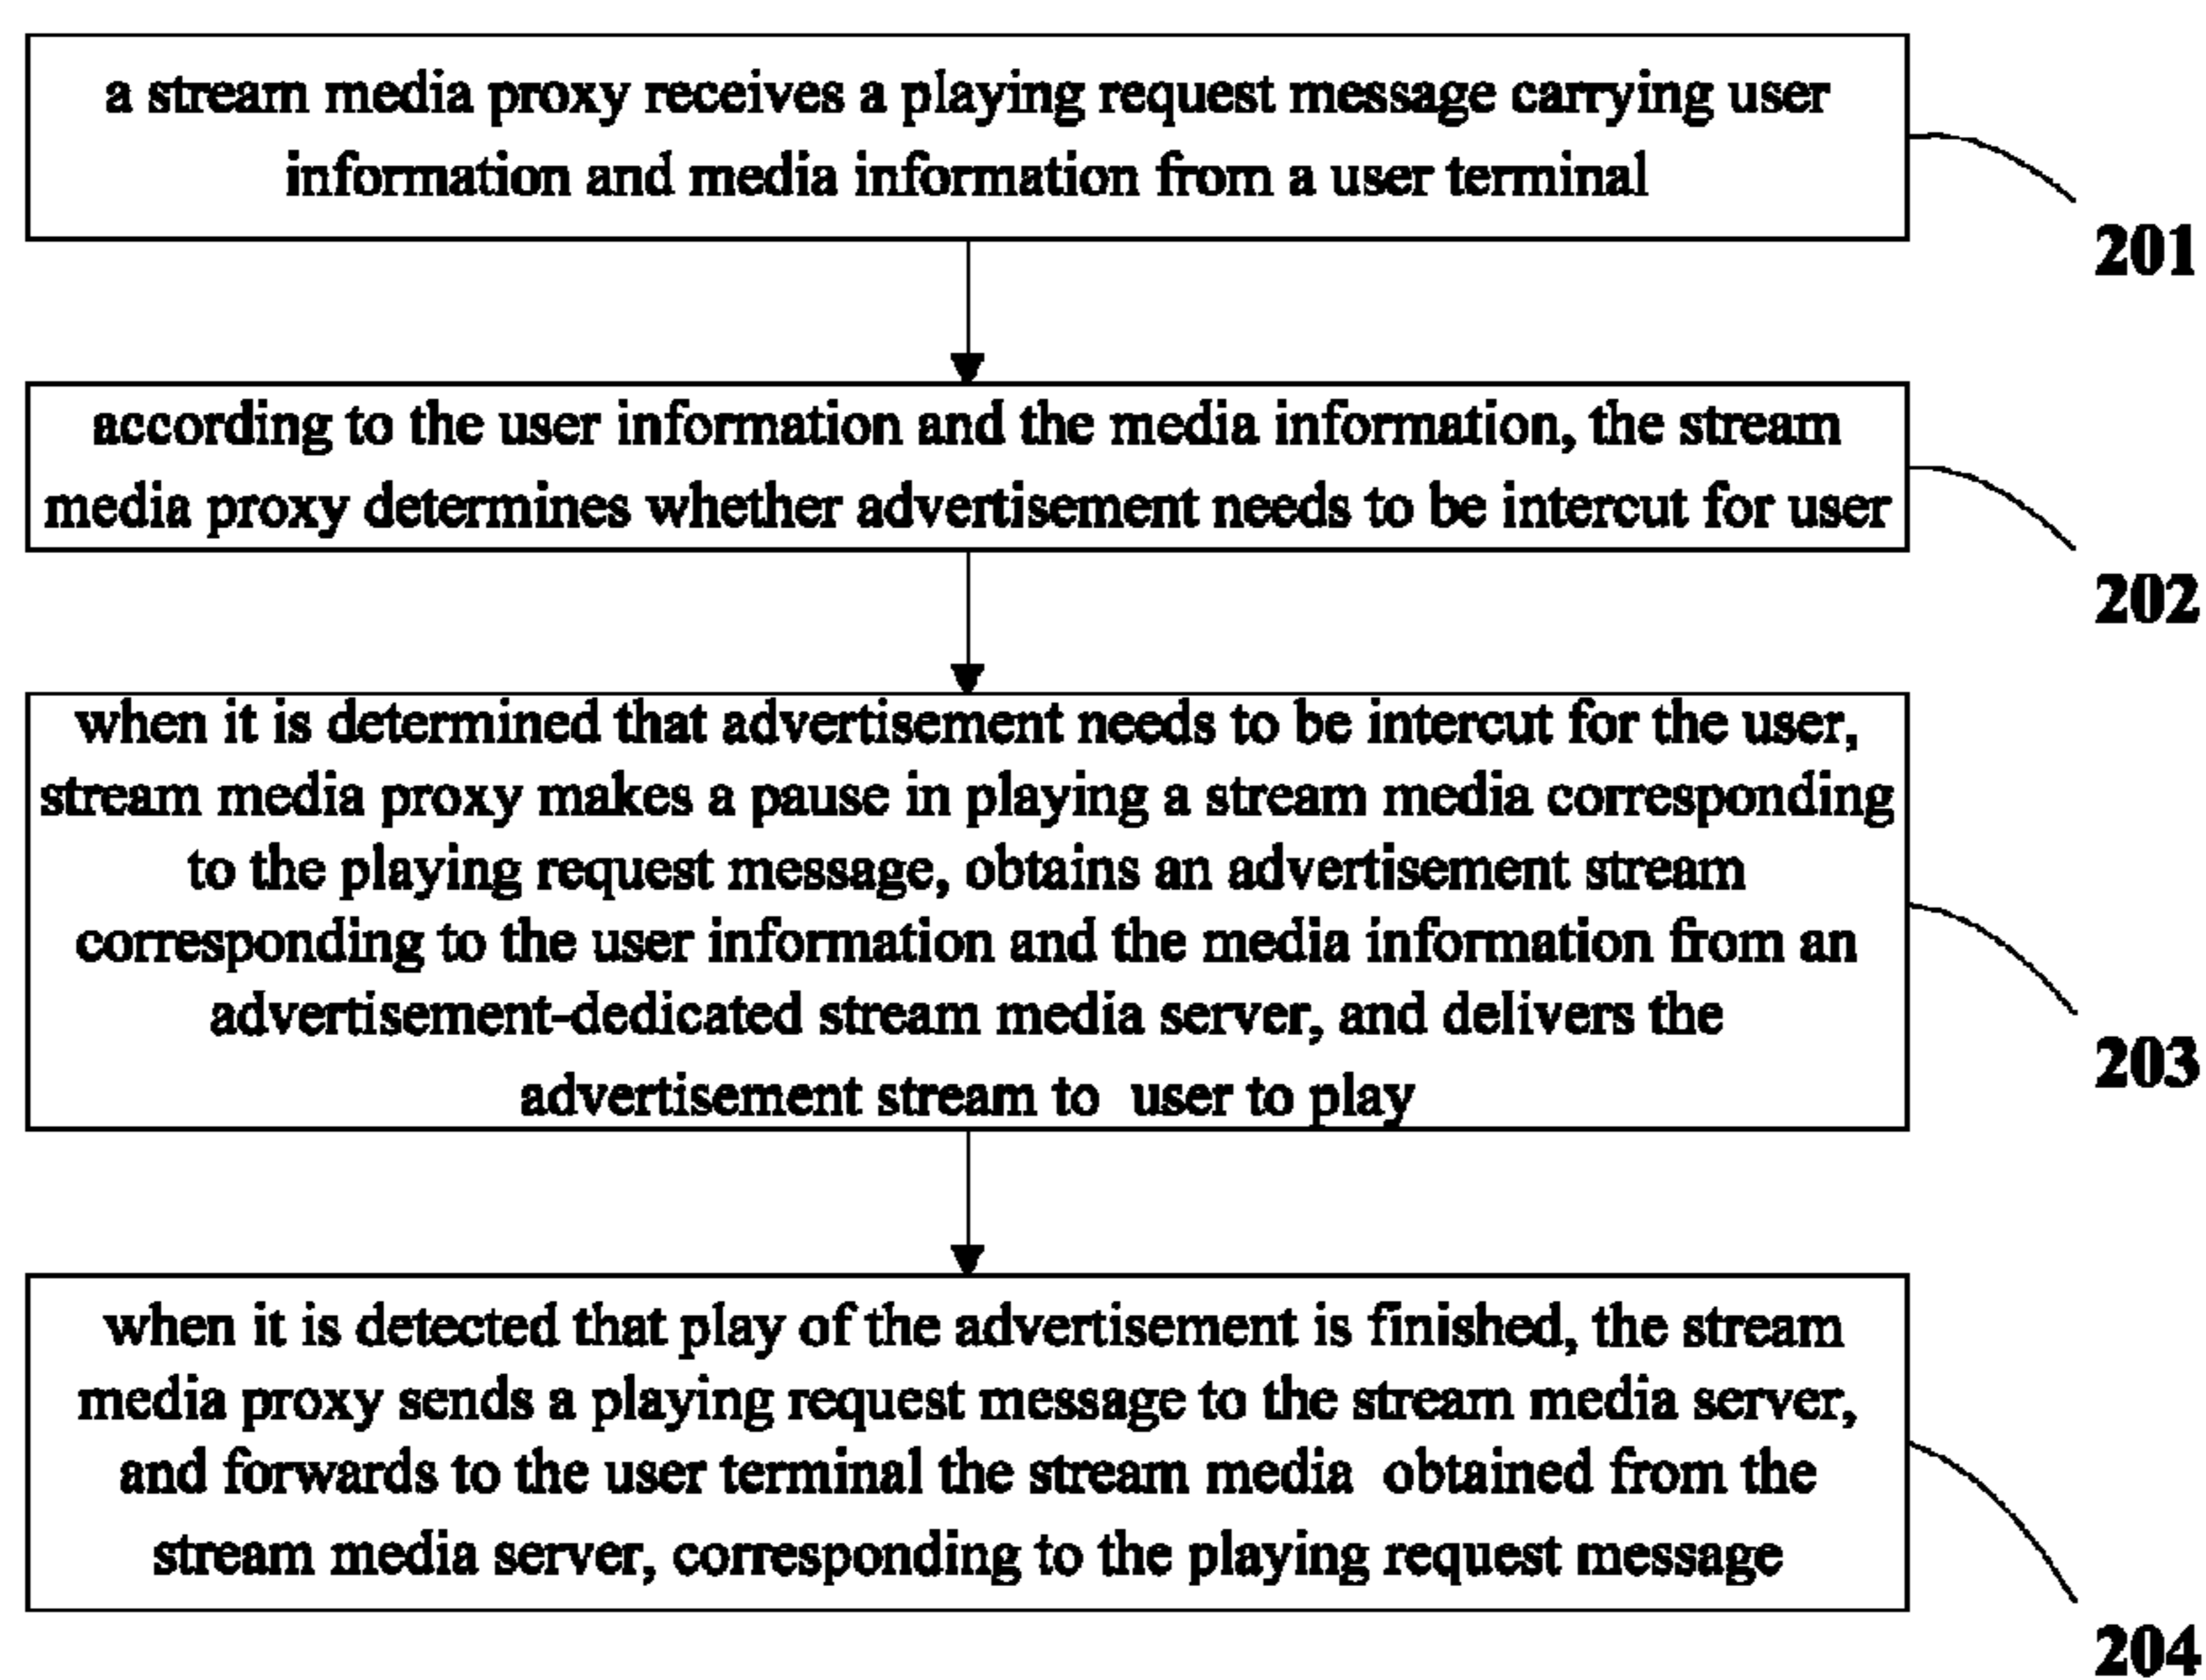 a stream media proxy receives a playing request message carrying user
information and media information from a user terminal
201
according to the user information and the media information, the stream
media proxy determines whether advertisement needs to be intercut for user
202
when it is determined that advertisement needs to be intercut for the user,
stream media proxy makes a pause in playing a stream media corresponding
to the playing request message, obtains an advertisement stream
corresponding to the user information and the media information from an
advertisement-dedicated stream media server, and delivers the
advertisement stream to user to play
203
when it is detected that play of the advertisement is finished, the stream
media proxy sends a playing request message to the stream media server,
and forwards to the user terminal the stream media obtained from the
stream media server, corresponding to the playing request message
204